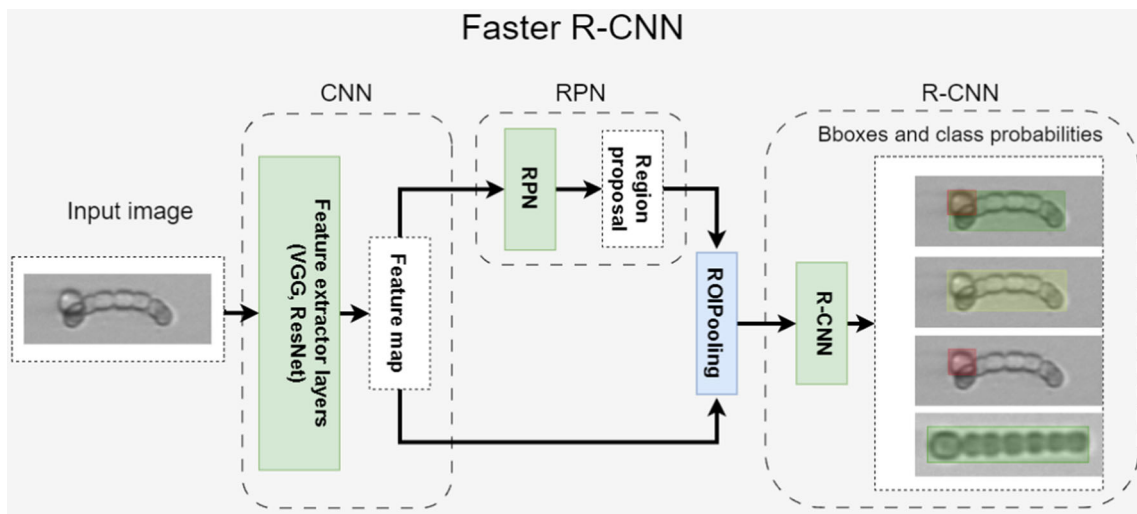 Faster R-CNN
CNN
RPN
R-CNN
Bboxes and class probabilities
Input image
Feature extractor layers
(VGG, ResNet)
Feature map
RPN
Region
proposal
ROIPooling
R-CNN